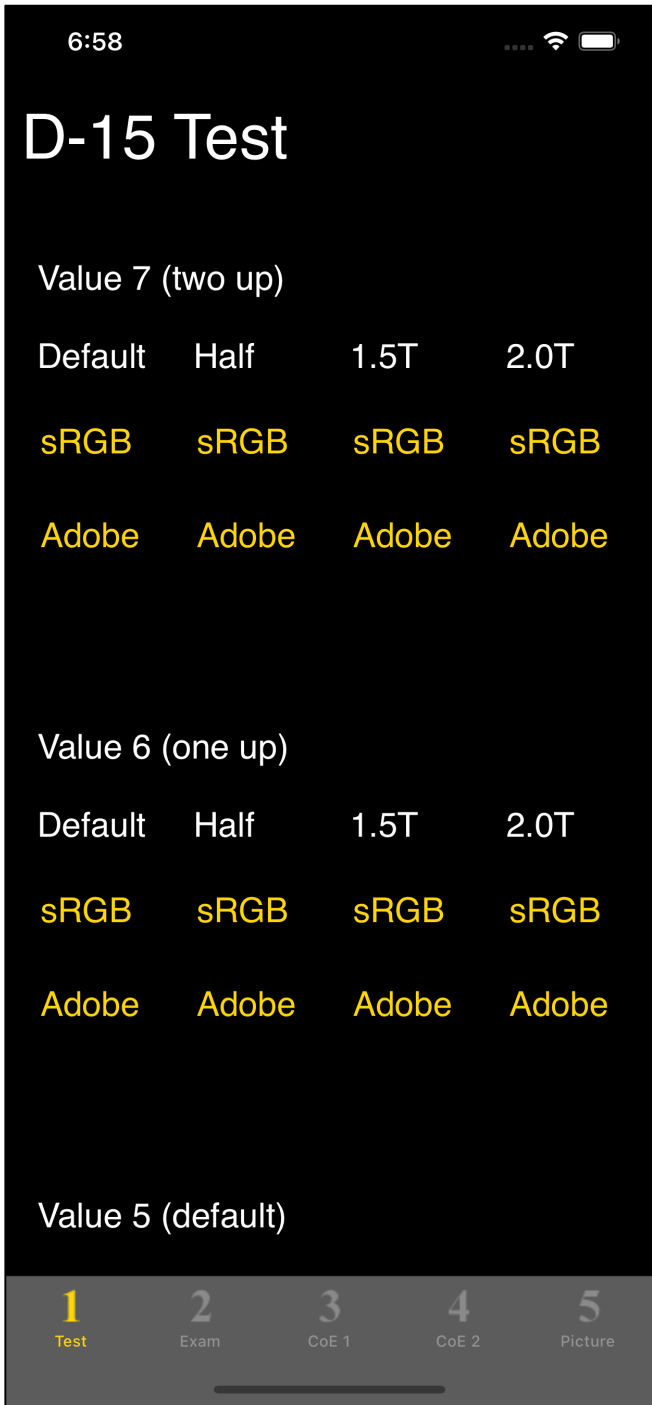 6:58
D-15 Test
Value 7 (two up)
Default Half 1.5T 2.0T
sRGB sRGB sRGB sRGB
Adobe Adobe Adobe Adobe
Value 6 (one up)
Default Half 1.5T 2.0T
sRGB sRGB sRGB sRGB
Adobe Adobe Adobe Adobe
Value 5 (default)
1 2 3 4 5
Test Exam CoE 1 CoE 2 Picture